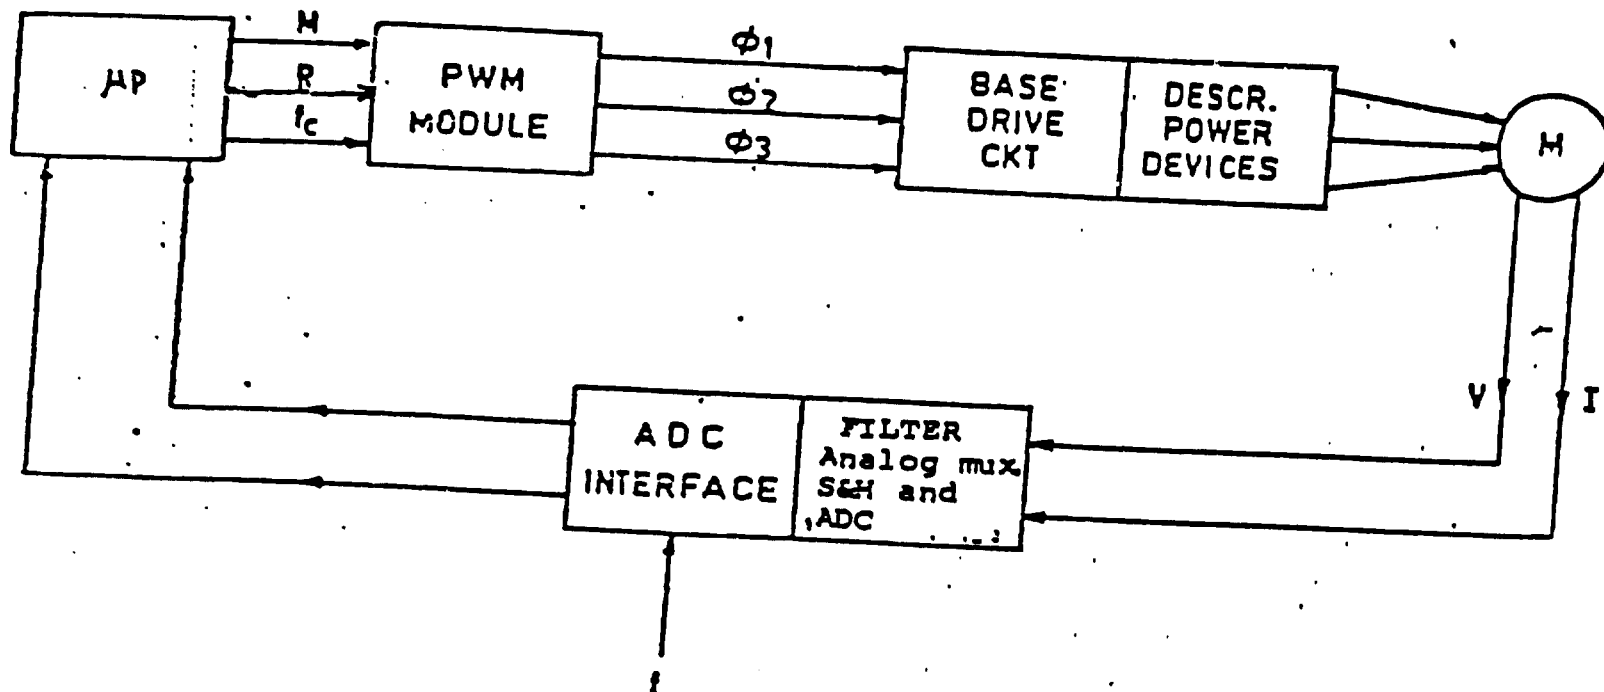 M
μP
R
fc
PWM
MODULE
ϕ1
ϕ2
ϕ3
BASE
DRIVE
CKT
DESCR.
POWER
DEVICES
M
V
I
ADC
INTERFACE
FILTER
Analog mux
S&H and
ADC
f